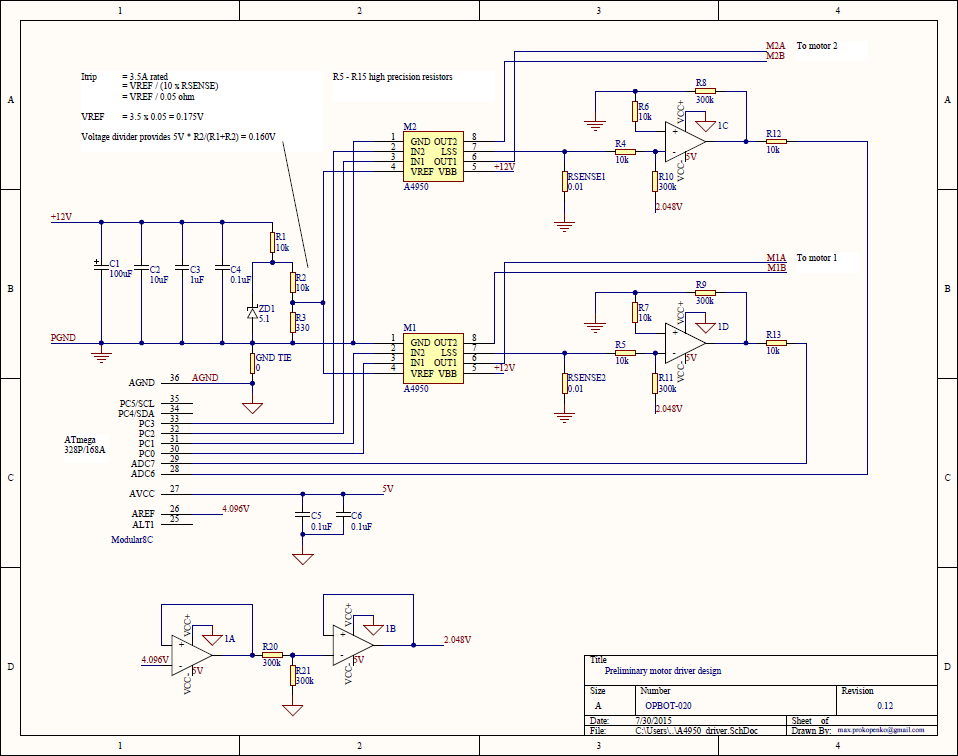 1 2 3 4
A
B
C
D
Itrip = 3.5A rated
= VREF / (10 x RSENSE)
= VREF / 0.05 ohm
VREF = 3.5 x 0.05 = 0.175V
Voltage divider provides 5V * R2/(R1+R2) = 0.160V
R5 - R15 high precision resistors
M2
1 GND OUT2 8
2 IN2 LSS 7
3 IN1 OUT1 6
4 VREF VBB 5
A4950
+12V
M2A To motor 2
M2B
R8
300k
R6
10k
VCC+
1C
+
-
5V
VCC-
R4
10k
R10
300k
2.048V
RSENSE1
0.01
R12
10k
+12V
C1
100uF
+
C2
10uF
C3
1uF
C4
0.1uF
R1
10k
R2
10k
ZD1
5.1
R3
330
PGND
GND TIE
0
M1
1 GND OUT2 8
2 IN2 LSS 7
3 IN1 OUT1 6
4 VREF VBB 5
A4950
+12V
M1A To motor 1
M1B
R9
300k
R7
10k
VCC+
1D
+
-
5V
VCC-
R5
10k
R11
300k
2.048V
RSENSE2
0.01
R13
10k
ATmega
328P/168A
AGND 36 AGND
PC5/SCL 35
PC4/SDA 34
PC3 33
PC2 32
PC1 31
PC0 30
ADC7 29
ADC6 28
AVCC 27 5V
AREF 26 4.096V
ALT1 25
Modular8C
C5
0.1uF
C6
0.1uF
4.096V
VCC+
1A
+
-
5V
VCC-
R20
300k
R21
300k
VCC+
1B
+
-
5V
VCC-
2.048V
Title
Preliminary motor driver design
Size Number Revision
A OPBOT-020 0.12
Date: 7/30/2015 Sheet of
File: C:\Users\..\A4950_driver.SchDoc Drawn By: max.prokopenko@gmail.com
A
B
C
D
1 2 3 4